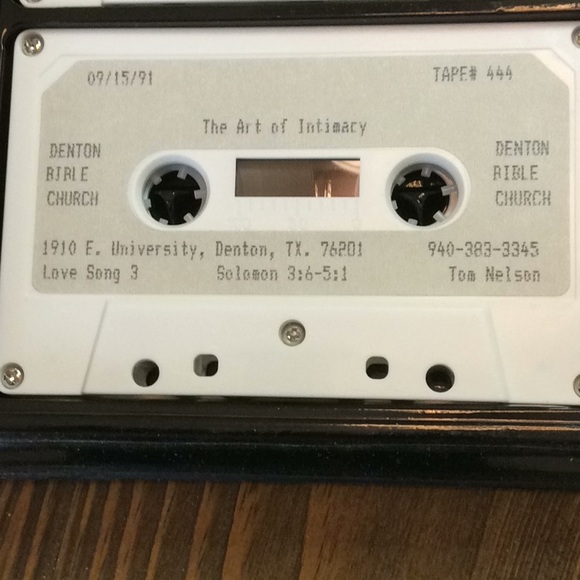 09/15/91 TAPE# 444
The Art of Intimacy
DENTON BIBLE CHURCH
DENTON BIBLE CHURCH
1910 E. University, Denton, TX. 76201 940-383-3345
Love Song 3 Solomon 3:6-5:1 Tom Nelson